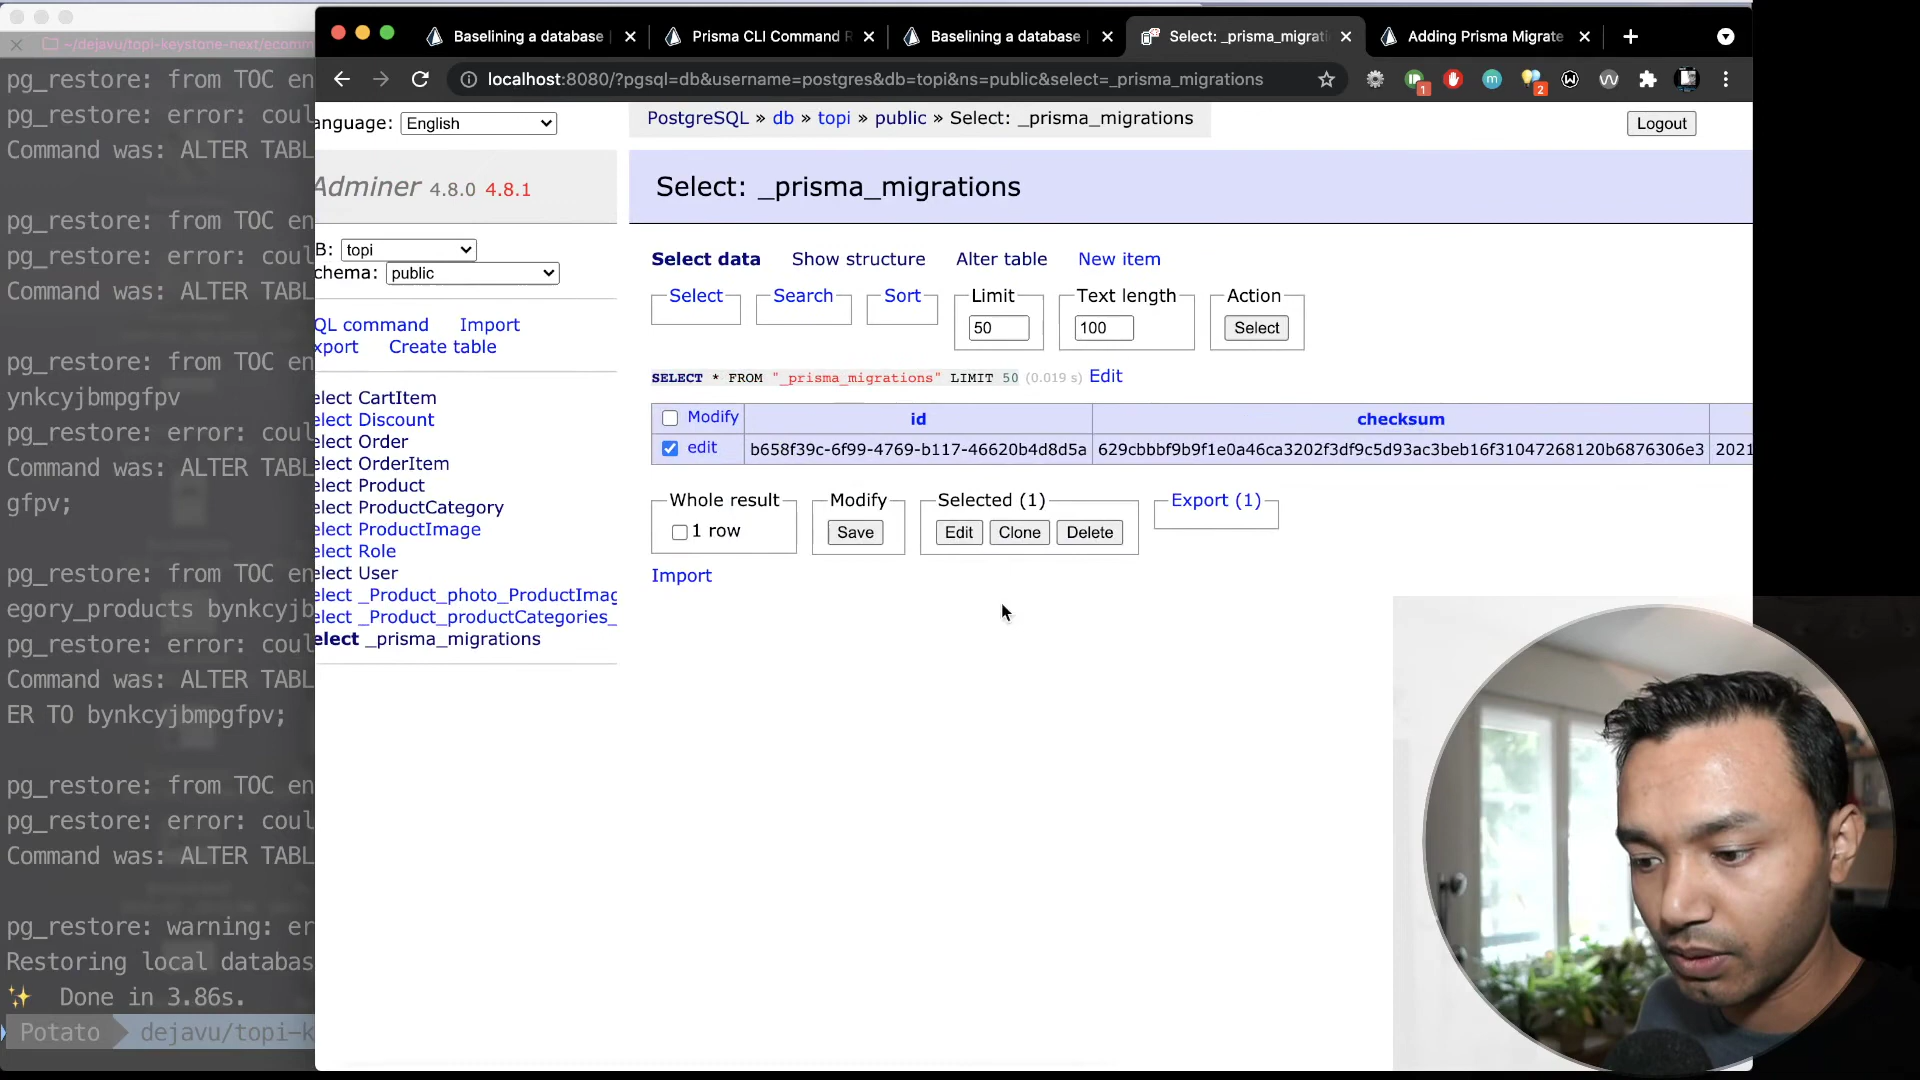 ~/dejavu/topi-keystone-next/ecomm
pg_restore: from TOC en
pg_restore: error: coul
Command was: ALTER TABL
pg_restore: from TOC en
pg_restore: error: coul
Command was: ALTER TABL
pg_restore: from TOC en
ynkcyjbmpgfpv
pg_restore: error: coul
Command was: ALTER TABL
gfpv;
pg_restore: from TOC en
egory_products bynkcyjb
pg_restore: error: coul
Command was: ALTER TABL
ER TO bynkcyjbmpgfpv;
pg_restore: from TOC en
pg_restore: error: coul
Command was: ALTER TABL
pg_restore: warning: er
Restoring local databas
✨ Done in 3.86s.
Potato dejavu/topi-k
Baselining a database
Prisma CLI Command R
Baselining a database
Select: _prisma_migrati
Adding Prisma Migrate
localhost:8080/?pgsql=db&username=postgres&db=topi&ns=public&select=_prisma_migrations
1
m
2
anguage: English
PostgreSQL » db » topi » public » Select: _prisma_migrations
Logout
Adminer 4.8.0 4.8.1
Select: _prisma_migrations
B: topi
chema: public
QL command Import
xport Create table
elect CartItem
elect Discount
elect Order
elect OrderItem
elect Product
elect ProductCategory
elect ProductImage
elect Role
elect User
elect _Product_photo_ProductImag
elect _Product_productCategories_
elect _prisma_migrations
Select data Show structure Alter table New item
Select Search Sort Limit Text length Action
50 100 Select
SELECT * FROM "_prisma_migrations" LIMIT 50 (0.019 s) Edit
Modify id checksum
edit b658f39c-6f99-4769-b117-46620b4d8d5a 629cbbbf9b9f1e0a46ca3202f3df9c5d93ac3beb16f31047268120b6876306e3 2021
Whole result Modify Selected (1) Export (1)
1 row Save Edit Clone Delete
Import